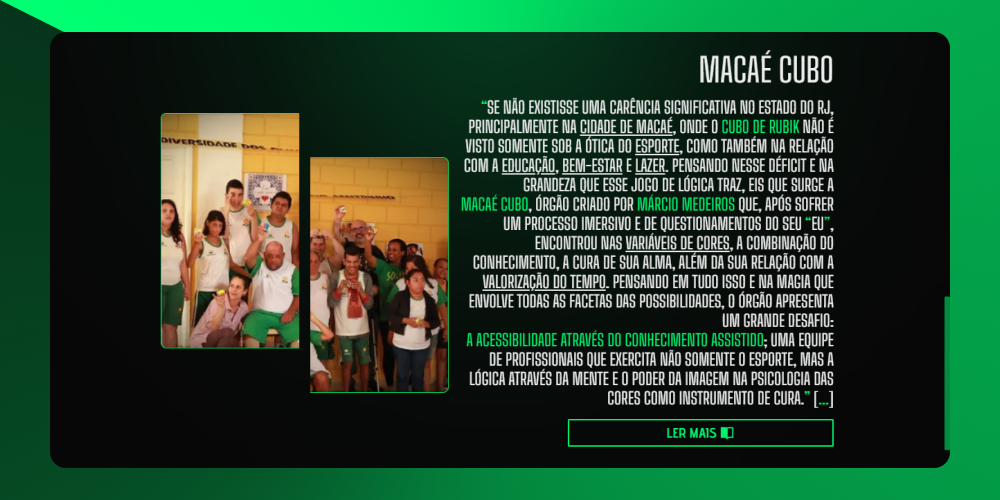 MACAÉ CUBO
“SE NÃO EXISTISSE UMA CARÊNCIA SIGNIFICATIVA NO ESTADO DO RJ,
PRINCIPALMENTE NA CIDADE DE MACAÉ, ONDE O CUBO DE RUBIK NÃO É
VISTO SOMENTE SOB A ÓTICA DO ESPORTE, COMO TAMBÉM NA RELAÇÃO
COM A EDUCAÇÃO, BEM-ESTAR E LAZER. PENSANDO NESSE DÉFICIT E NA
GRANDEZA QUE ESSE JOGO DE LÓGICA TRAZ, EIS QUE SURGE A
MACAÉ CUBO, ÓRGÃO CRIADO POR MÁRCIO MEDEIROS QUE, APÓS SOFRER
UM PROCESSO IMERSIVO E DE QUESTIONAMENTOS DO SEU “EU”,
ENCONTROU NAS VARIÁVEIS DE CORES, A COMBINAÇÃO DO
CONHECIMENTO, A CURA DE SUA ALMA, ALÉM DA SUA RELAÇÃO COM A
VALORIZAÇÃO DO TEMPO. PENSANDO EM TUDO ISSO E NA MAGIA QUE
ENVOLVE TODAS AS FACETAS DAS POSSIBILIDADES, O ÓRGÃO APRESENTA
UM GRANDE DESAFIO:
A ACESSIBILIDADE ATRAVÉS DO CONHECIMENTO ASSISTIDO; UMA EQUIPE
DE PROFISSIONAIS QUE EXERCITA NÃO SOMENTE O ESPORTE, MAS A
LÓGICA ATRAVÉS DA MENTE E O PODER DA IMAGEM NA PSICOLOGIA DAS
CORES COMO INSTRUMENTO DE CURA.” [...]
LER MAIS
DIVERSIDADE DOS